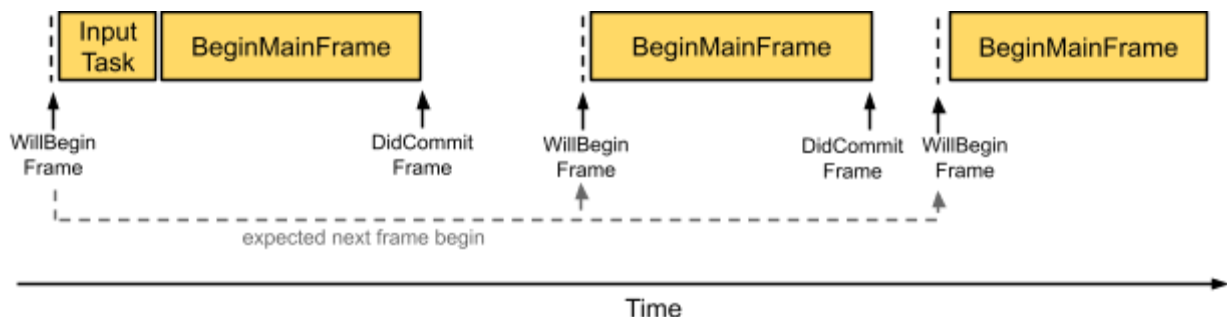 Input
Task
BeginMainFrame
BeginMainFrame
BeginMainFrame
WillBegin
Frame
DidCommit
Frame
WillBegin
Frame
DidCommit
Frame
WillBegin
Frame
expected next frame begin
Time